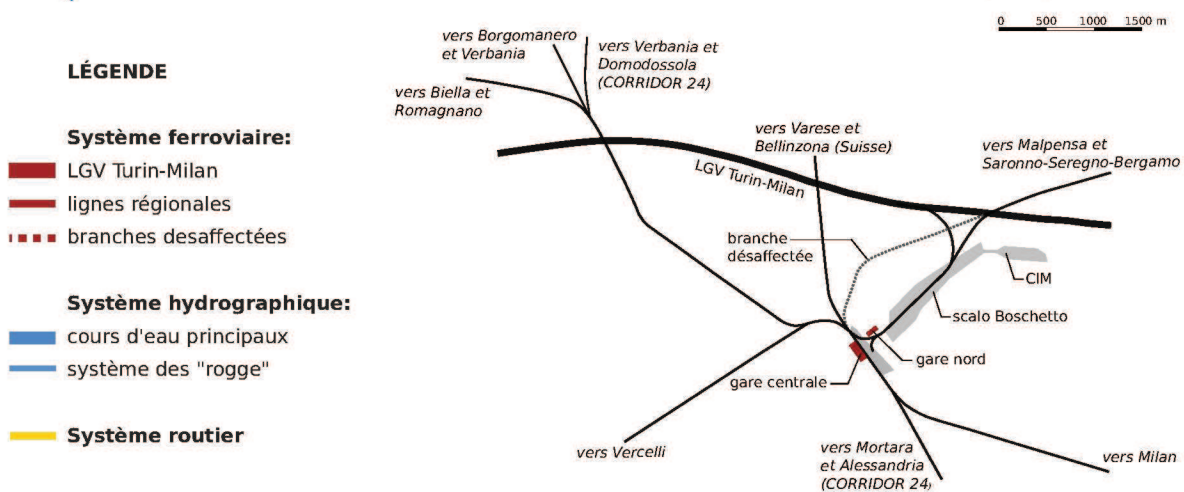 LÉGENDE
Système ferroviaire:
LGV Turin-Milan
lignes régionales
branches desaffectées
Système hydrographique:
cours d'eau principaux
système des "rogge"
Système routier
0 500 1000 1500 m
vers Borgomanero
et Verbania
vers Verbania et
Domodossola
(CORRIDOR 24)
vers Biella et
Romagnano
vers Varese et
Bellinzona (Suisse)
vers Malpensa et
Saronno-Seregno-Bergamo
LGV Turin-Milan
branche
désaffectée
CIM
scalo Boschetto
gare nord
gare centrale
vers Vercelli
vers Mortara
et Alessandria
(CORRIDOR 24)
vers Milan